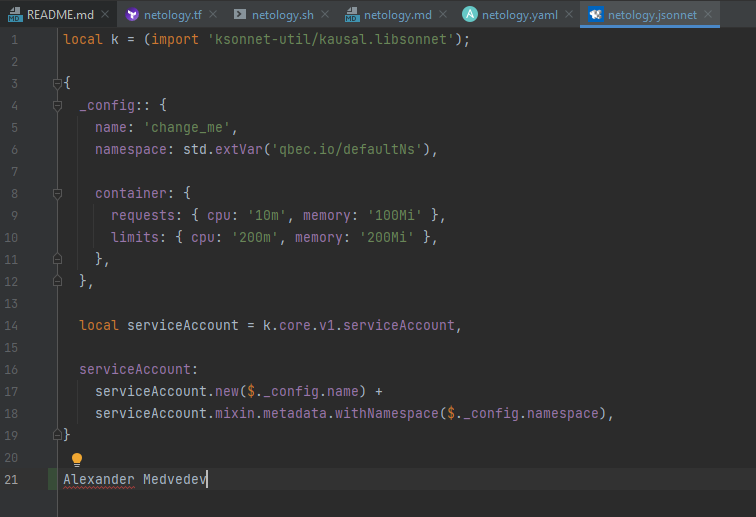 README.md netology.tf netology.sh netology.md netology.yaml netology.jsonnet
1 local k = (import 'ksonnet-util/kausal.libsonnet');
2
3 {
4   _config:: {
5     name: 'change_me',
6     namespace: std.extVar('qbec.io/defaultNs'),
7
8     container: {
9       requests: { cpu: '10m', memory: '100Mi' },
10       limits: { cpu: '200m', memory: '200Mi' },
11     },
12   },
13
14   local serviceAccount = k.core.v1.serviceAccount,
15
16   serviceAccount:
17     serviceAccount.new($._config.name) +
18     serviceAccount.mixin.metadata.withNamespace($._config.namespace),
19 }
20
21 Alexander Medvedev